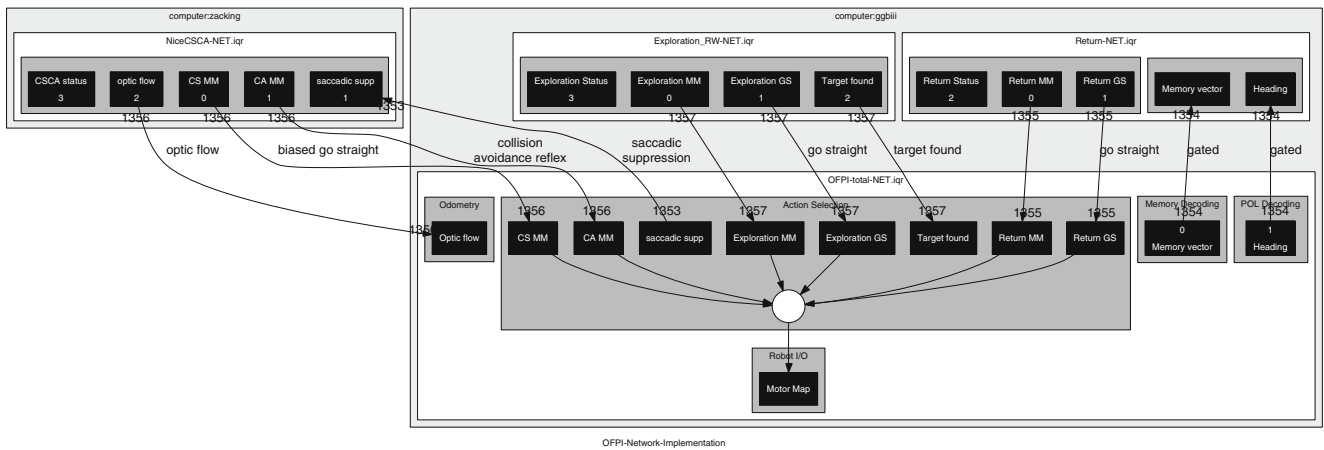 computer:zacking
computer:ggbiii
NiceCSCA-NET.iqr
Exploration_RW-NET.iqr
Return-NET.iqr
CSCA status
3
optic flow
2
CS MM
0
CA MM
1
saccadic supp
1
Exploration Status
3
Exploration MM
0
Exploration GS
1
Target found
2
Return Status
2
Return MM
0
Return GS
1
Memory vector
Heading
1353
1356
1356
1356
1357
1357
1357
1355
1355
1354
1354
optic flow
biased go straight
collision
avoidance reflex
saccadic
suppression
go straight
target found
go straight
gated
gated
OFPI-total-NET.iqr
Odometry
Action Selection
Memory Decoding
POL Decoding
1356
1356
1353
1357
1357
1357
1355
1355
1354
1354
1356
Optic flow
CS MM
CA MM
saccadic supp
Exploration MM
Exploration GS
Target found
Return MM
Return GS
0
Memory vector
1
Heading
Robot I/O
Motor Map
OFPI-Network-Implementation